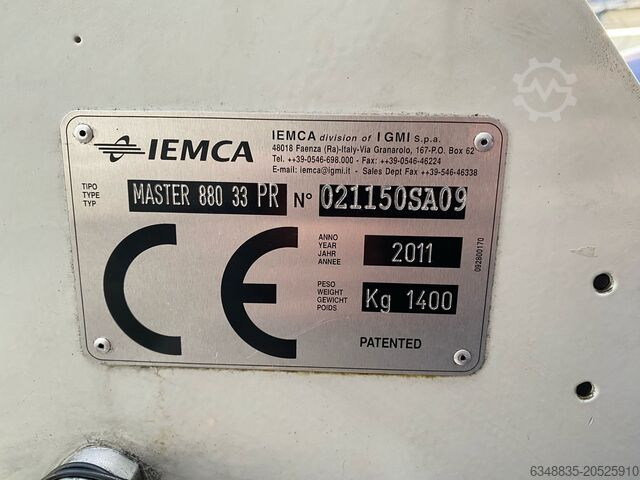 IEMCA
IEMCA division of IGMI S.p.a.
48018 Faenza (Ra)-Italy-Via Granarolo, 167-P.O. Box 62
Tel. ++39-0546-698.000 - Fax: ++39-0546-46224
E-mail: iemca@igmi.it - Sales Dept Fax ++39-546-46338
TIPO
TYPE
TYP
MASTER 880 33 PR
N°
021150SA09
CE
ANNO
YEAR
JAHR
ANNEE
2011
PESO
WEIGHT
GEWICHT
POIDS
Kg 1400
PATENTED
092800170
6348835-20525910